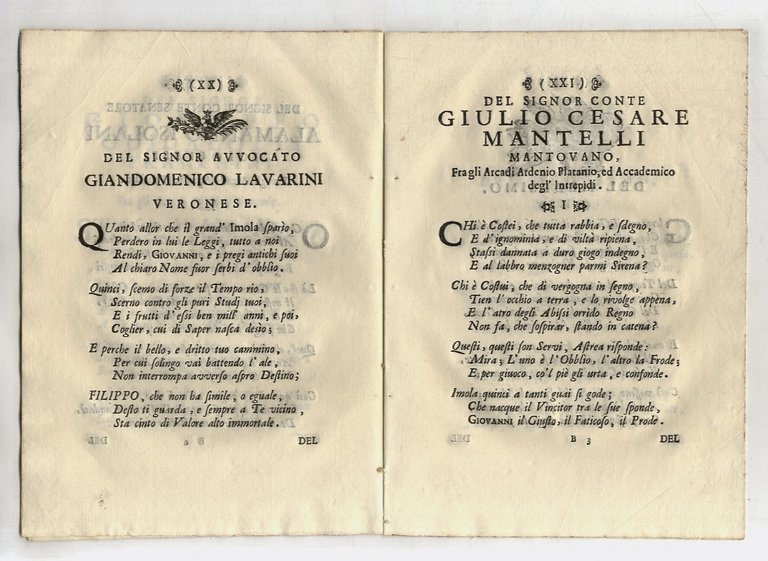 (XX)
DEL SIGNOR AVVOCATO
GIANDOMENICO LAVARINI
VERONESE.
QUanto allor che il grand' Imola sparìo,
Perdero in lui le Leggi, tutto a noi
Rendi, GIOVANNI, e i pregi antichi suoi
Al chiaro Nome fuor serbi d'obblìo.
Quinci, scemo di forze il Tempo rio,
Scerno contro gli puri Studj tuoi,
E i frutti d'essi ben mill' anni, e poi,
Coglier, cui di Saper nasca desìo;
E perche il bello, e dritto tuo cammino,
Per cui solingo vai battendo l'ale,
Non interrompa avverso aspro Destino;
FILIPPO, che non ha simile, o eguale,
Desto ti guarda, e sempre a Te vicino,
Sta cinto di Valore alto immortale.
DEL
(XXI)
DEL SIGNOR CONTE
GIULIO CESARE
MANTELLI
MANTOVANO,
Fra gli Arcadi Ardenio Platanio, ed Accademico
degl' Intrepidi.
I
CHi è Costei, che tutta rabbia, e sdegno,
E d'ignominia, e di viltà ripiena,
Stassi dannata a duro giogo indegno,
E al labbro menzogner parmi Sirena?
Chi è Costui, che di vergogna in segno,
Tien l'occhio a terra, e lo rivolge appena,
E l'atro degli Abissi orrido Regno
Non fa, che sospirar, stando in catena?
Questi, questi son Servi, Astrea risponde:
Mira; L'uno è l'Obblìo, l'altro la Frode;
E per giuoco, co'l piè gli urta, e confonde.
Imola quinci a tanti guai si gode;
Che nacque il Vincitor tra le sue sponde,
GIOVANNI il Giusto, il Faticoso, il Prode.
B 3 DEL